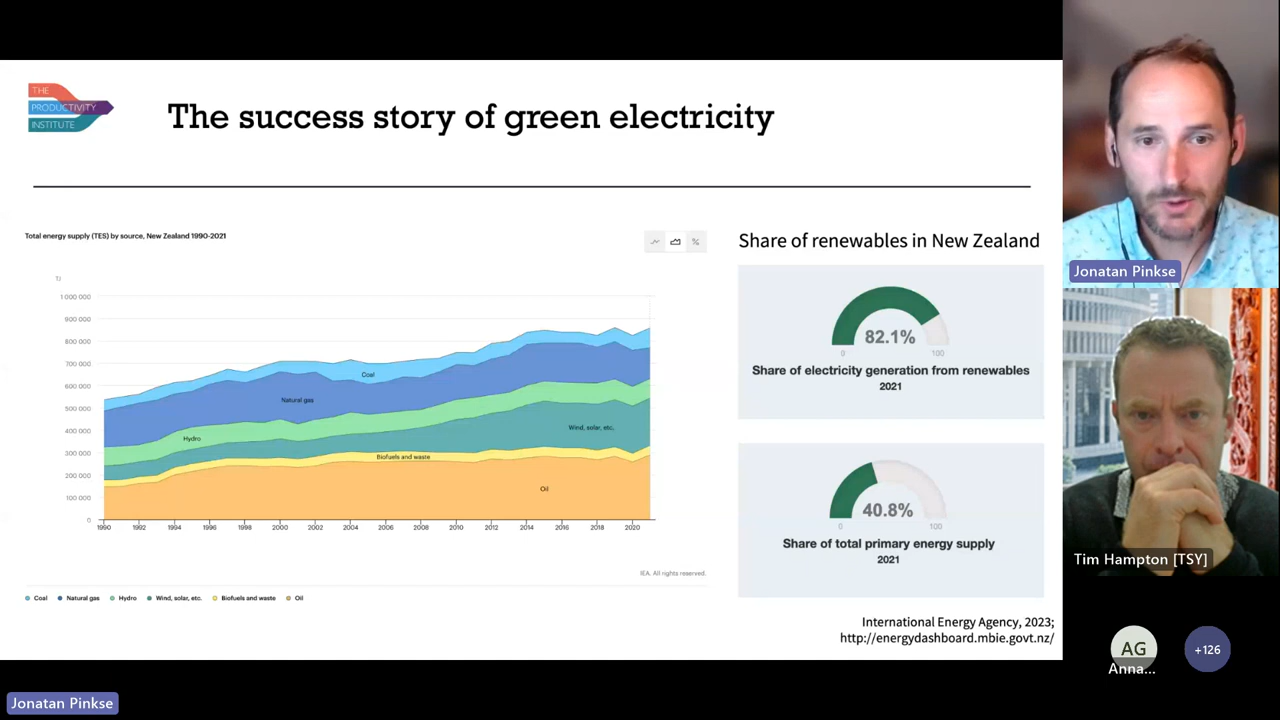 THE
PRODUCTIVITY
INSTITUTE
The success story of green electricity
Total energy supply (TES) by source, New Zealand 1990-2021
%
TJ
1 000 000
900 000
800 000
700 000
600 000
500 000
400 000
300 000
200 000
100 000
0
Coal
Natural gas
Hydro
Wind, solar, etc.
Biofuels and waste
Oil
1990 1992 1994 1996 1998 2000 2002 2004 2006 2008 2010 2012 2014 2016 2018 2020
IEA. All rights reserved.
Coal Natural gas Hydro Wind, solar, etc. Biofuels and waste Oil
Share of renewables in New Zealand
82.1%
0 100
Share of electricity generation from renewables
2021
40.8%
0 100
Share of total primary energy supply
2021
International Energy Agency, 2023;
http://energydashboard.mbie.govt.nz/
Jonatan Pinkse
Tim Hampton [TSY]
AG
Anna...
+126
Jonatan Pinkse